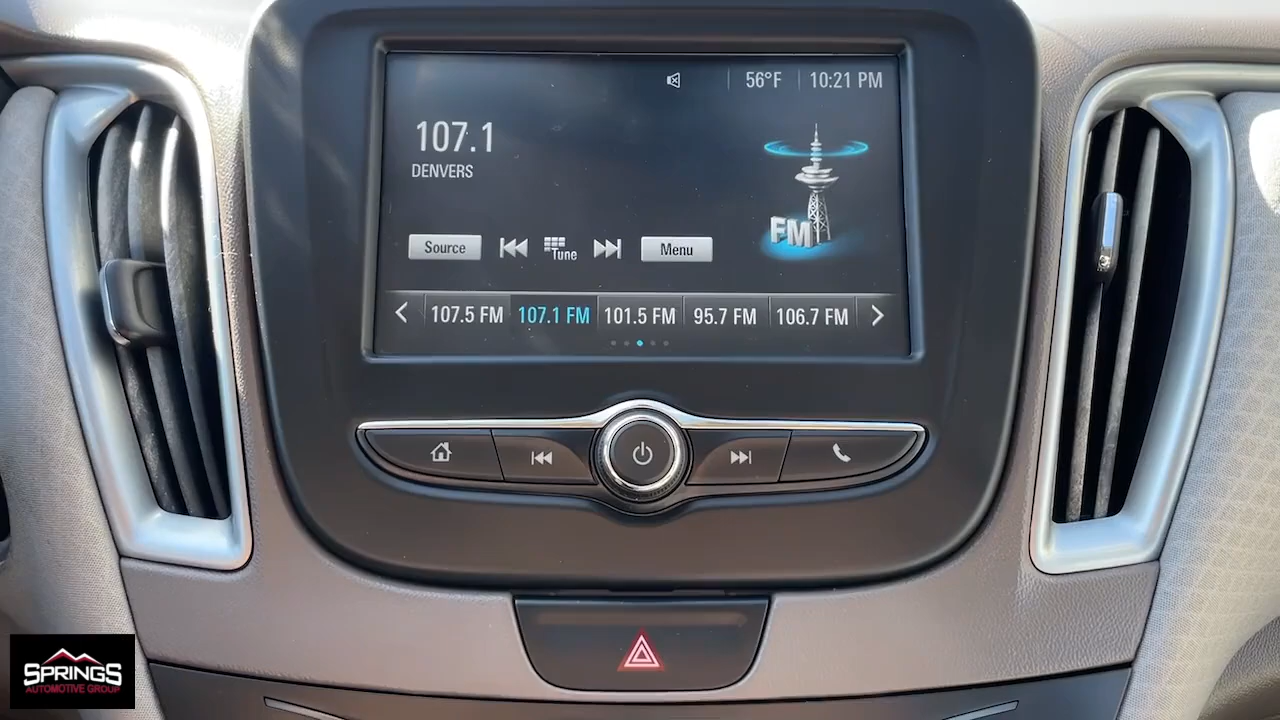 56°F 10:21 PM
107.1
DENVERS
FM
Source Tune Menu
107.5 FM 107.1 FM 101.5 FM 95.7 FM 106.7 FM
SPRINGS
AUTOMOTIVE GROUP